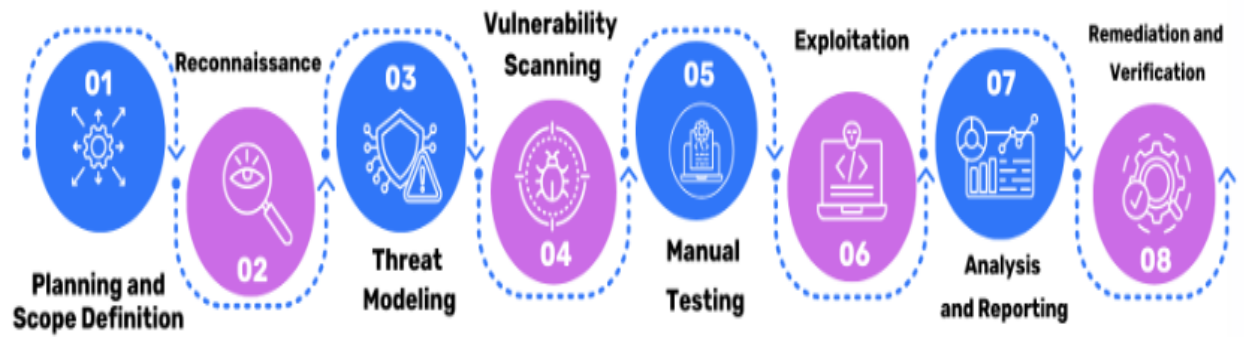 01
Planning and
Scope Definition
Reconnaissance
02
03
Threat
Modeling
Vulnerability
Scanning
04
05
Manual
Testing
Exploitation
06
07
Analysis
and Reporting
Remediation and
Verification
08